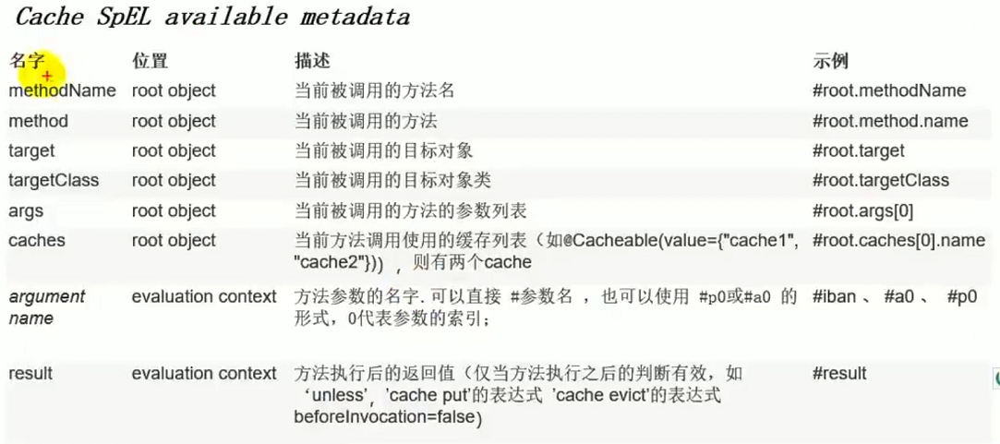 Cache SpEL available metadata
名字 位置 描述 示例
methodName root object 当前被调用的方法名 #root.methodName
method root object 当前被调用的方法 #root.method.name
target root object 当前被调用的目标对象 #root.target
targetClass root object 当前被调用的目标对象类 #root.targetClass
args root object 当前被调用的方法的参数列表 #root.args[0]
caches root object 当前方法调用使用的缓存列表（如@Cacheable(value={"cache1", #root.caches[0].name
"cache2"})），则有两个cache
argument evaluation context 方法参数的名字.可以直接 #参数名 ，也可以使用 #p0或#a0 的 #iban 、 #a0 、 #p0
name 形式，0代表参数的索引；
result evaluation context 方法执行后的返回值（仅当方法执行之后的判断有效，如 #result
‘unless’，'cache put'的表达式 'cache evict'的表达式
beforeInvocation=false）